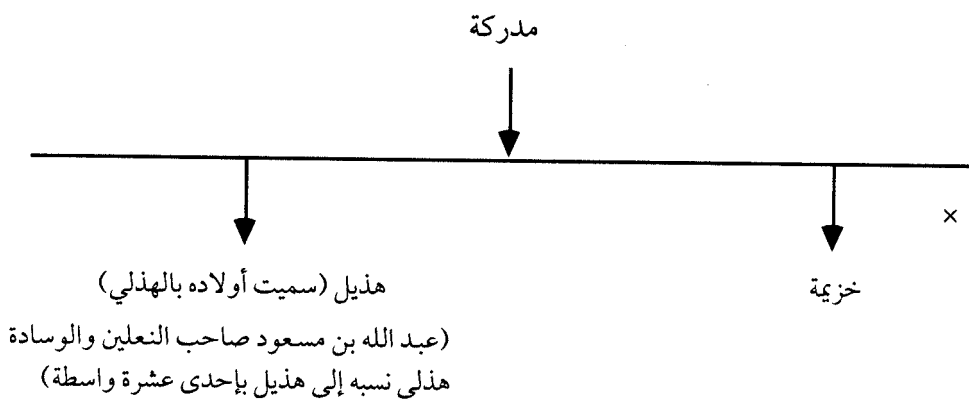 مدركة
×
خزيمة
هذيل (سميت أولاده بالهذلي)
(عبد الله بن مسعود صاحب النعلين والوسادة
هذلى نسبه إلى هذيل بإحدى عشرة واسطة)